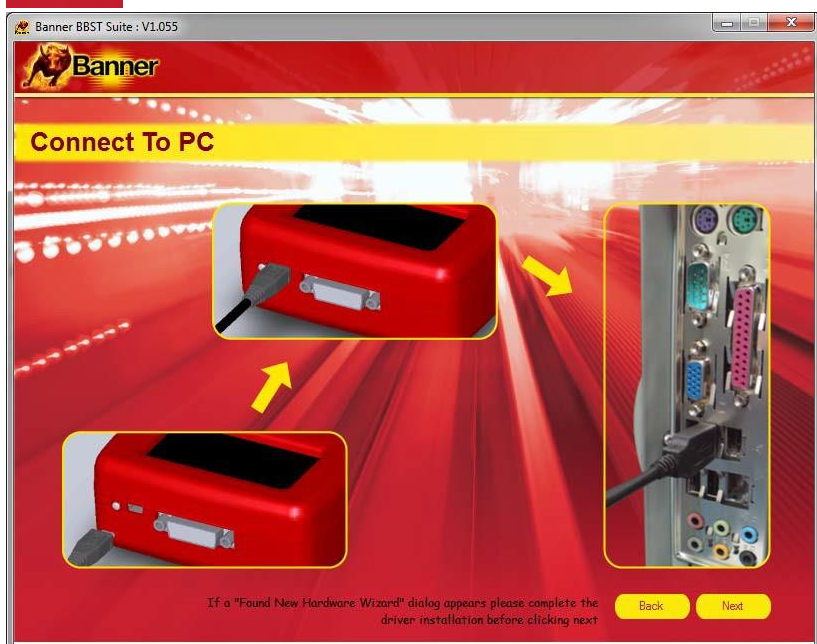 Banner BBST Suite : V1.055
Banner
Connect To PC
If a "Found New Hardware Wizard" dialog appears please complete the
driver installation before clicking next
Back
Next